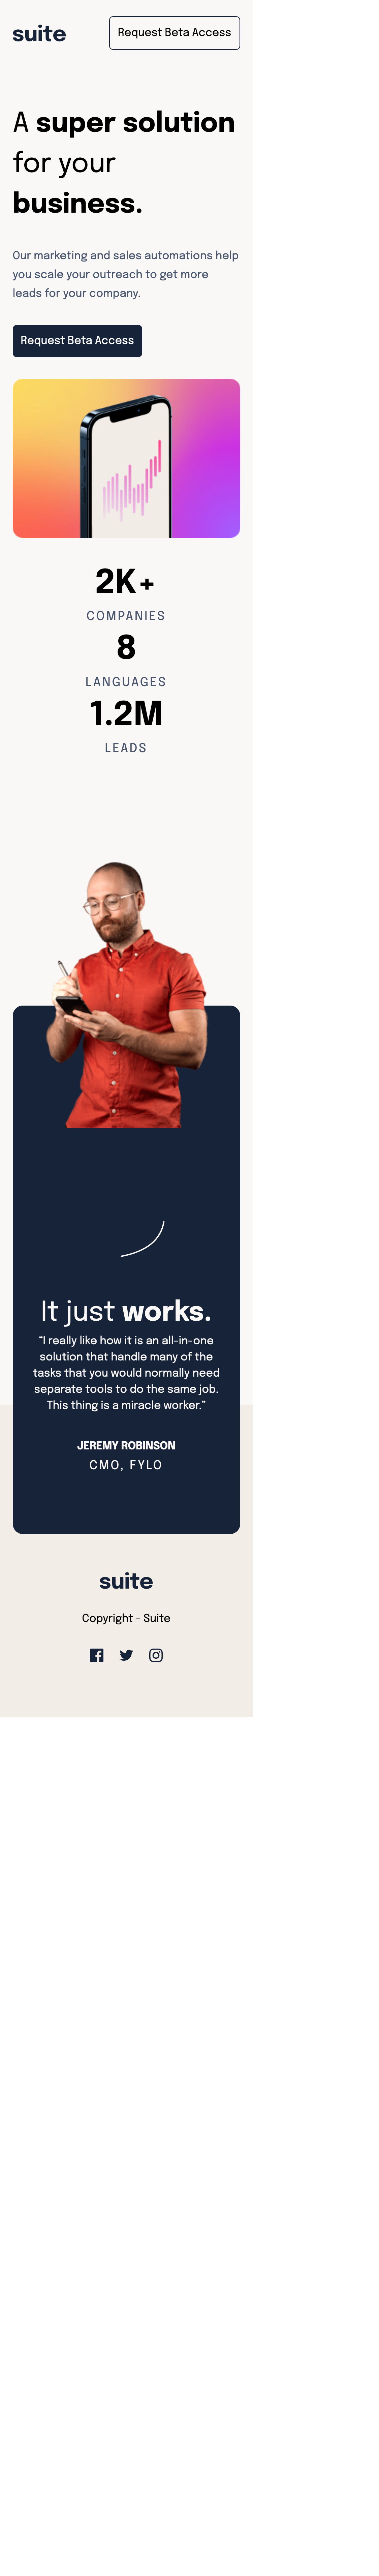 suite
Request Beta Access
A super solution
for your
business.
Our marketing and sales automations help
you scale your outreach to get more
leads for your company.
Request Beta Access
2K+
COMPANIES
8
LANGUAGES
1.2M
LEADS
It just works.
“I really like how it is an all-in-one
solution that handle many of the
tasks that you would normally need
separate tools to do the same job.
This thing is a miracle worker.”
JEREMY ROBINSON
CMO, FYLO
suite
Copyright - Suite